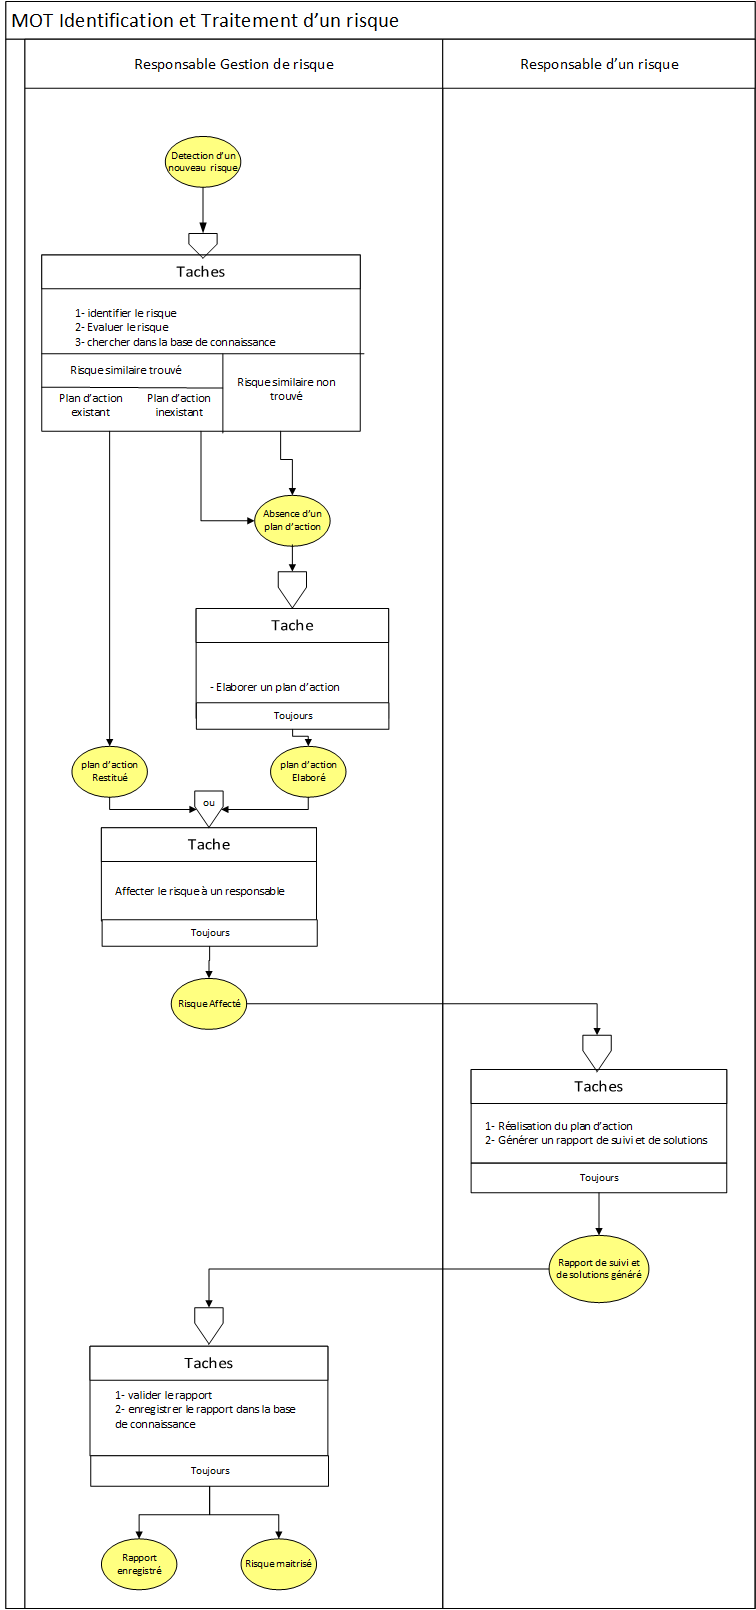 MOT Identification et Traitement d'un risque
Responsable Gestion de risque
Responsable d'un risque
Detection d'un
nouveau risque
Taches
1- identifier le risque
2- Evaluer le risque
3- chercher dans la base de connaissance
Risque similaire trouvé
Risque similaire non
trouvé
Plan d'action
existant
Plan d'action
inexistant
Absence d'un
plan d'action
Tache
- Elaborer un plan d'action
Toujours
plan d'action
Restitué
plan d'action
Elaboré
ou
Tache
Affecter le risque à un responsable
Toujours
Risque Affecté
Taches
1- Réalisation du plan d'action
2- Générer un rapport de suivi et de solutions
Toujours
Rapport de suivi et
de solutions généré
Taches
1- valider le rapport
2- enregistrer le rapport dans la base
de connaissance
Toujours
Rapport
enregistré
Risque maitrisé